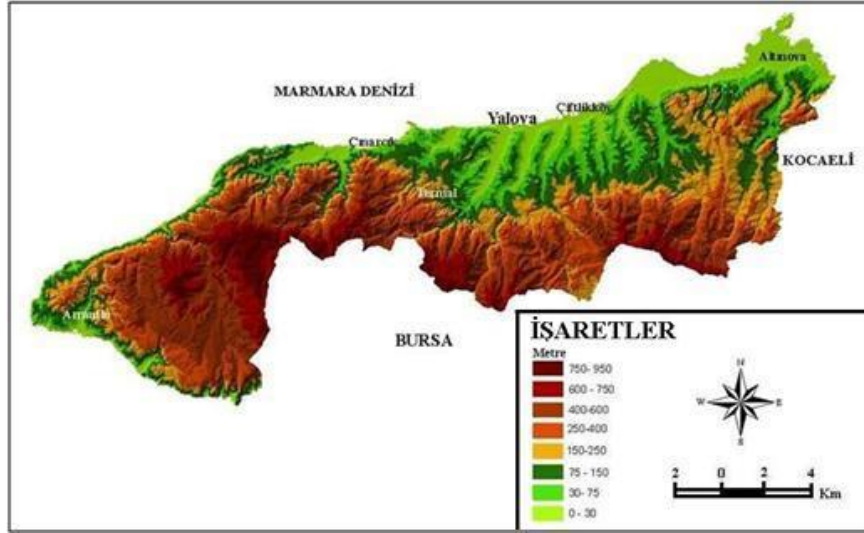 Altınova
MARMARA DENİZİ
Yalova
Çiftlikköy
Çınarcık
KOCAELİ
Termal
Armutlu
BURSA
İŞARETLER
Metre
750- 950
600 - 750
400-600
250-400
150-250
75 - 150
30- 75
0 - 30
N
W
E
S
2 0 2 4
Km